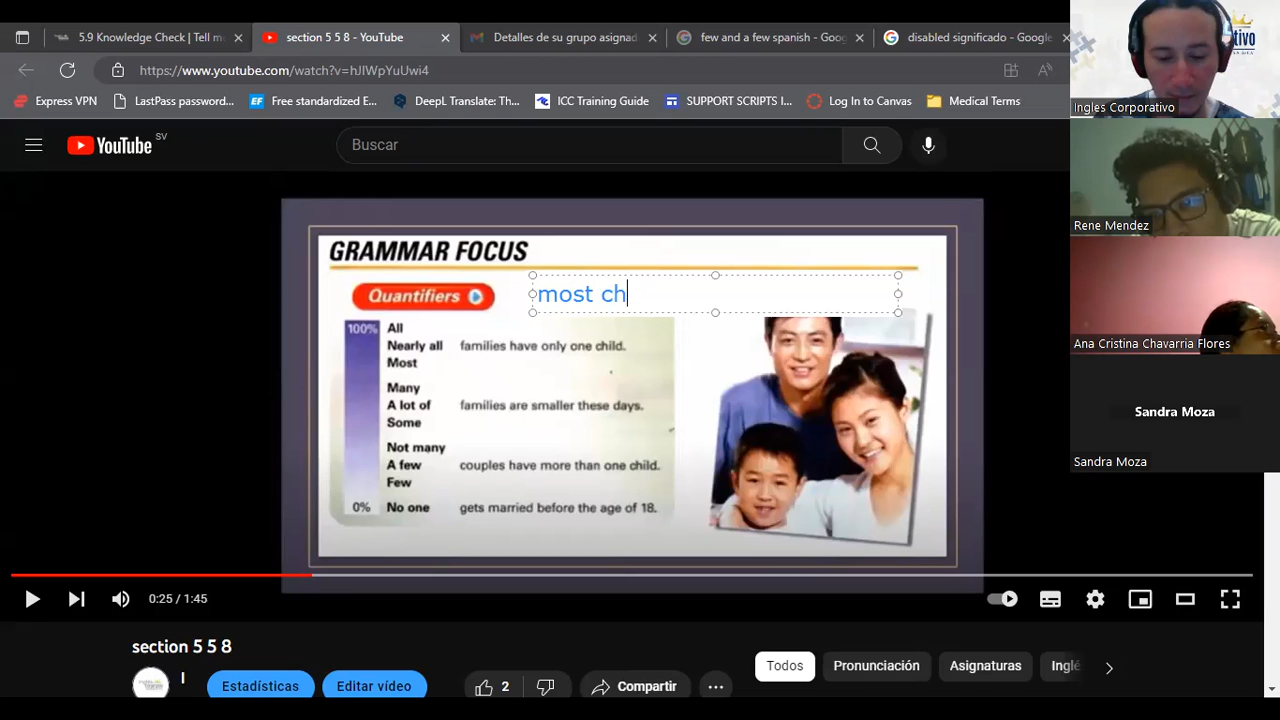 5.9 Knowledge Check | Tell m
section 5 5 8 - YouTube
Detalles de su grupo asignad
few and a few spanish - Goog
disabled significado - Google
https://www.youtube.com/watch?v=hJIWpYuUwi4
Express VPN
LastPass password...
Free standardized E...
DeepL Translate: Th...
ICC Training Guide
SUPPORT SCRIPTS I...
Log In to Canvas
Medical Terms
YouTube SV
Buscar
GRAMMAR FOCUS
Quantifiers
most ch
100% All
Nearly all families have only one child.
Most
Many
A lot of families are smaller these days.
Some
Not many
A few couples have more than one child.
Few
0% No one gets married before the age of 18.
0:25 / 1:45
section 5 5 8
Estadísticas
Editar vídeo
2
Compartir
Todos
Pronunciación
Asignaturas
Inglé
Ingles Corporativo
Rene Mendez
Ana Cristina Chavarria Flores
Sandra Moza
Sandra Moza